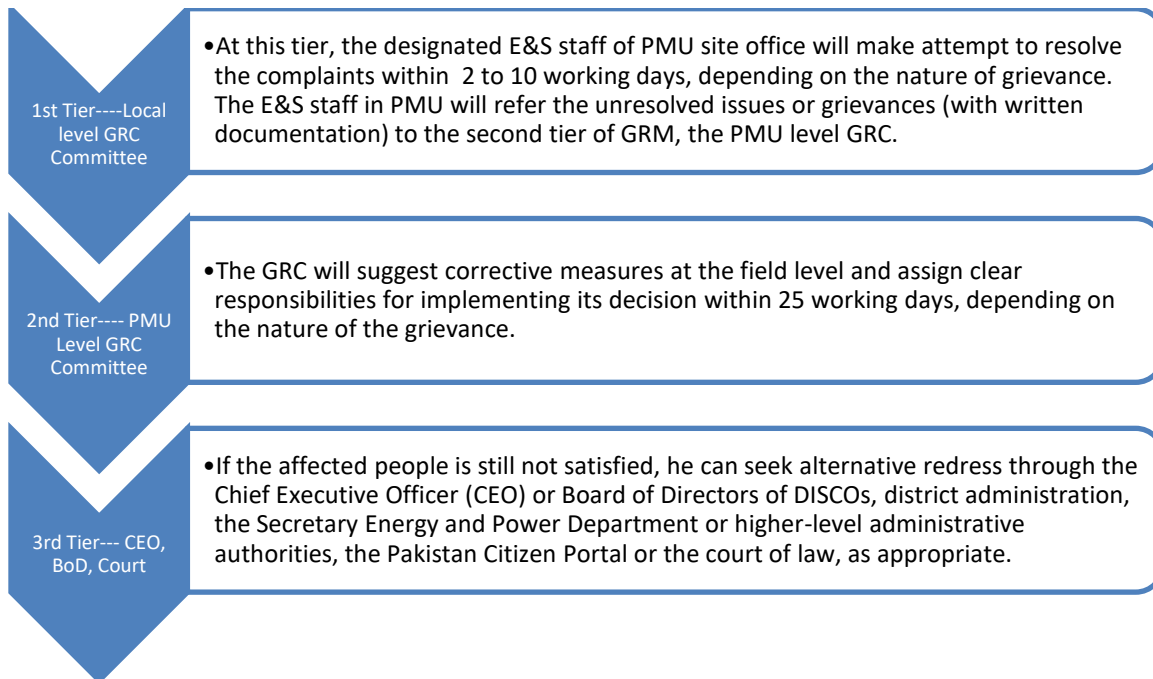 1st Tier----Local
level GRC
Committee
•At this tier, the designated E&S staff of PMU site office will make attempt to resolve
the complaints within  2 to 10 working days, depending on the nature of grievance.
The E&S staff in PMU will refer the unresolved issues or grievances (with written
documentation) to the second tier of GRM, the PMU level GRC.
2nd Tier---- PMU
Level GRC
Committee
•The GRC will suggest corrective measures at the field level and assign clear
responsibilities for implementing its decision within 25 working days, depending on
the nature of the grievance.
3rd Tier--- CEO,
BoD, Court
•If the affected people is still not satisfied, he can seek alternative redress through the
Chief Executive Officer (CEO) or Board of Directors of DISCOs, district administration,
the Secretary Energy and Power Department or higher-level administrative
authorities, the Pakistan Citizen Portal or the court of law, as appropriate.